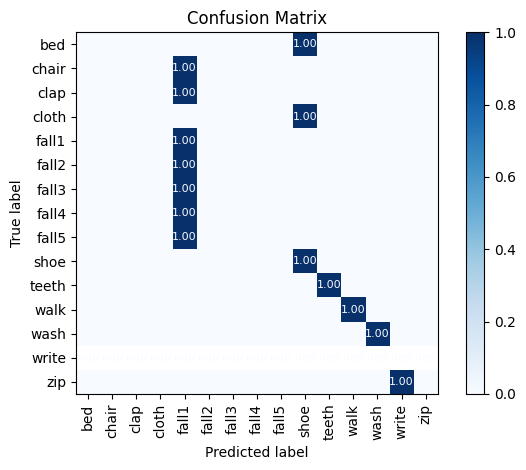 Confusion Matrix
bed
1.00
chair
1.00
clap
1.00
cloth
1.00
fall1
1.00
fall2
1.00
fall3
1.00
fall4
1.00
fall5
1.00
shoe
1.00
teeth
1.00
walk
1.00
wash
1.00
write
zip
1.00
True label
bed
chair
clap
cloth
fall1
fall2
fall3
fall4
fall5
shoe
teeth
walk
wash
write
zip
Predicted label
1.0
0.8
0.6
0.4
0.2
0.0